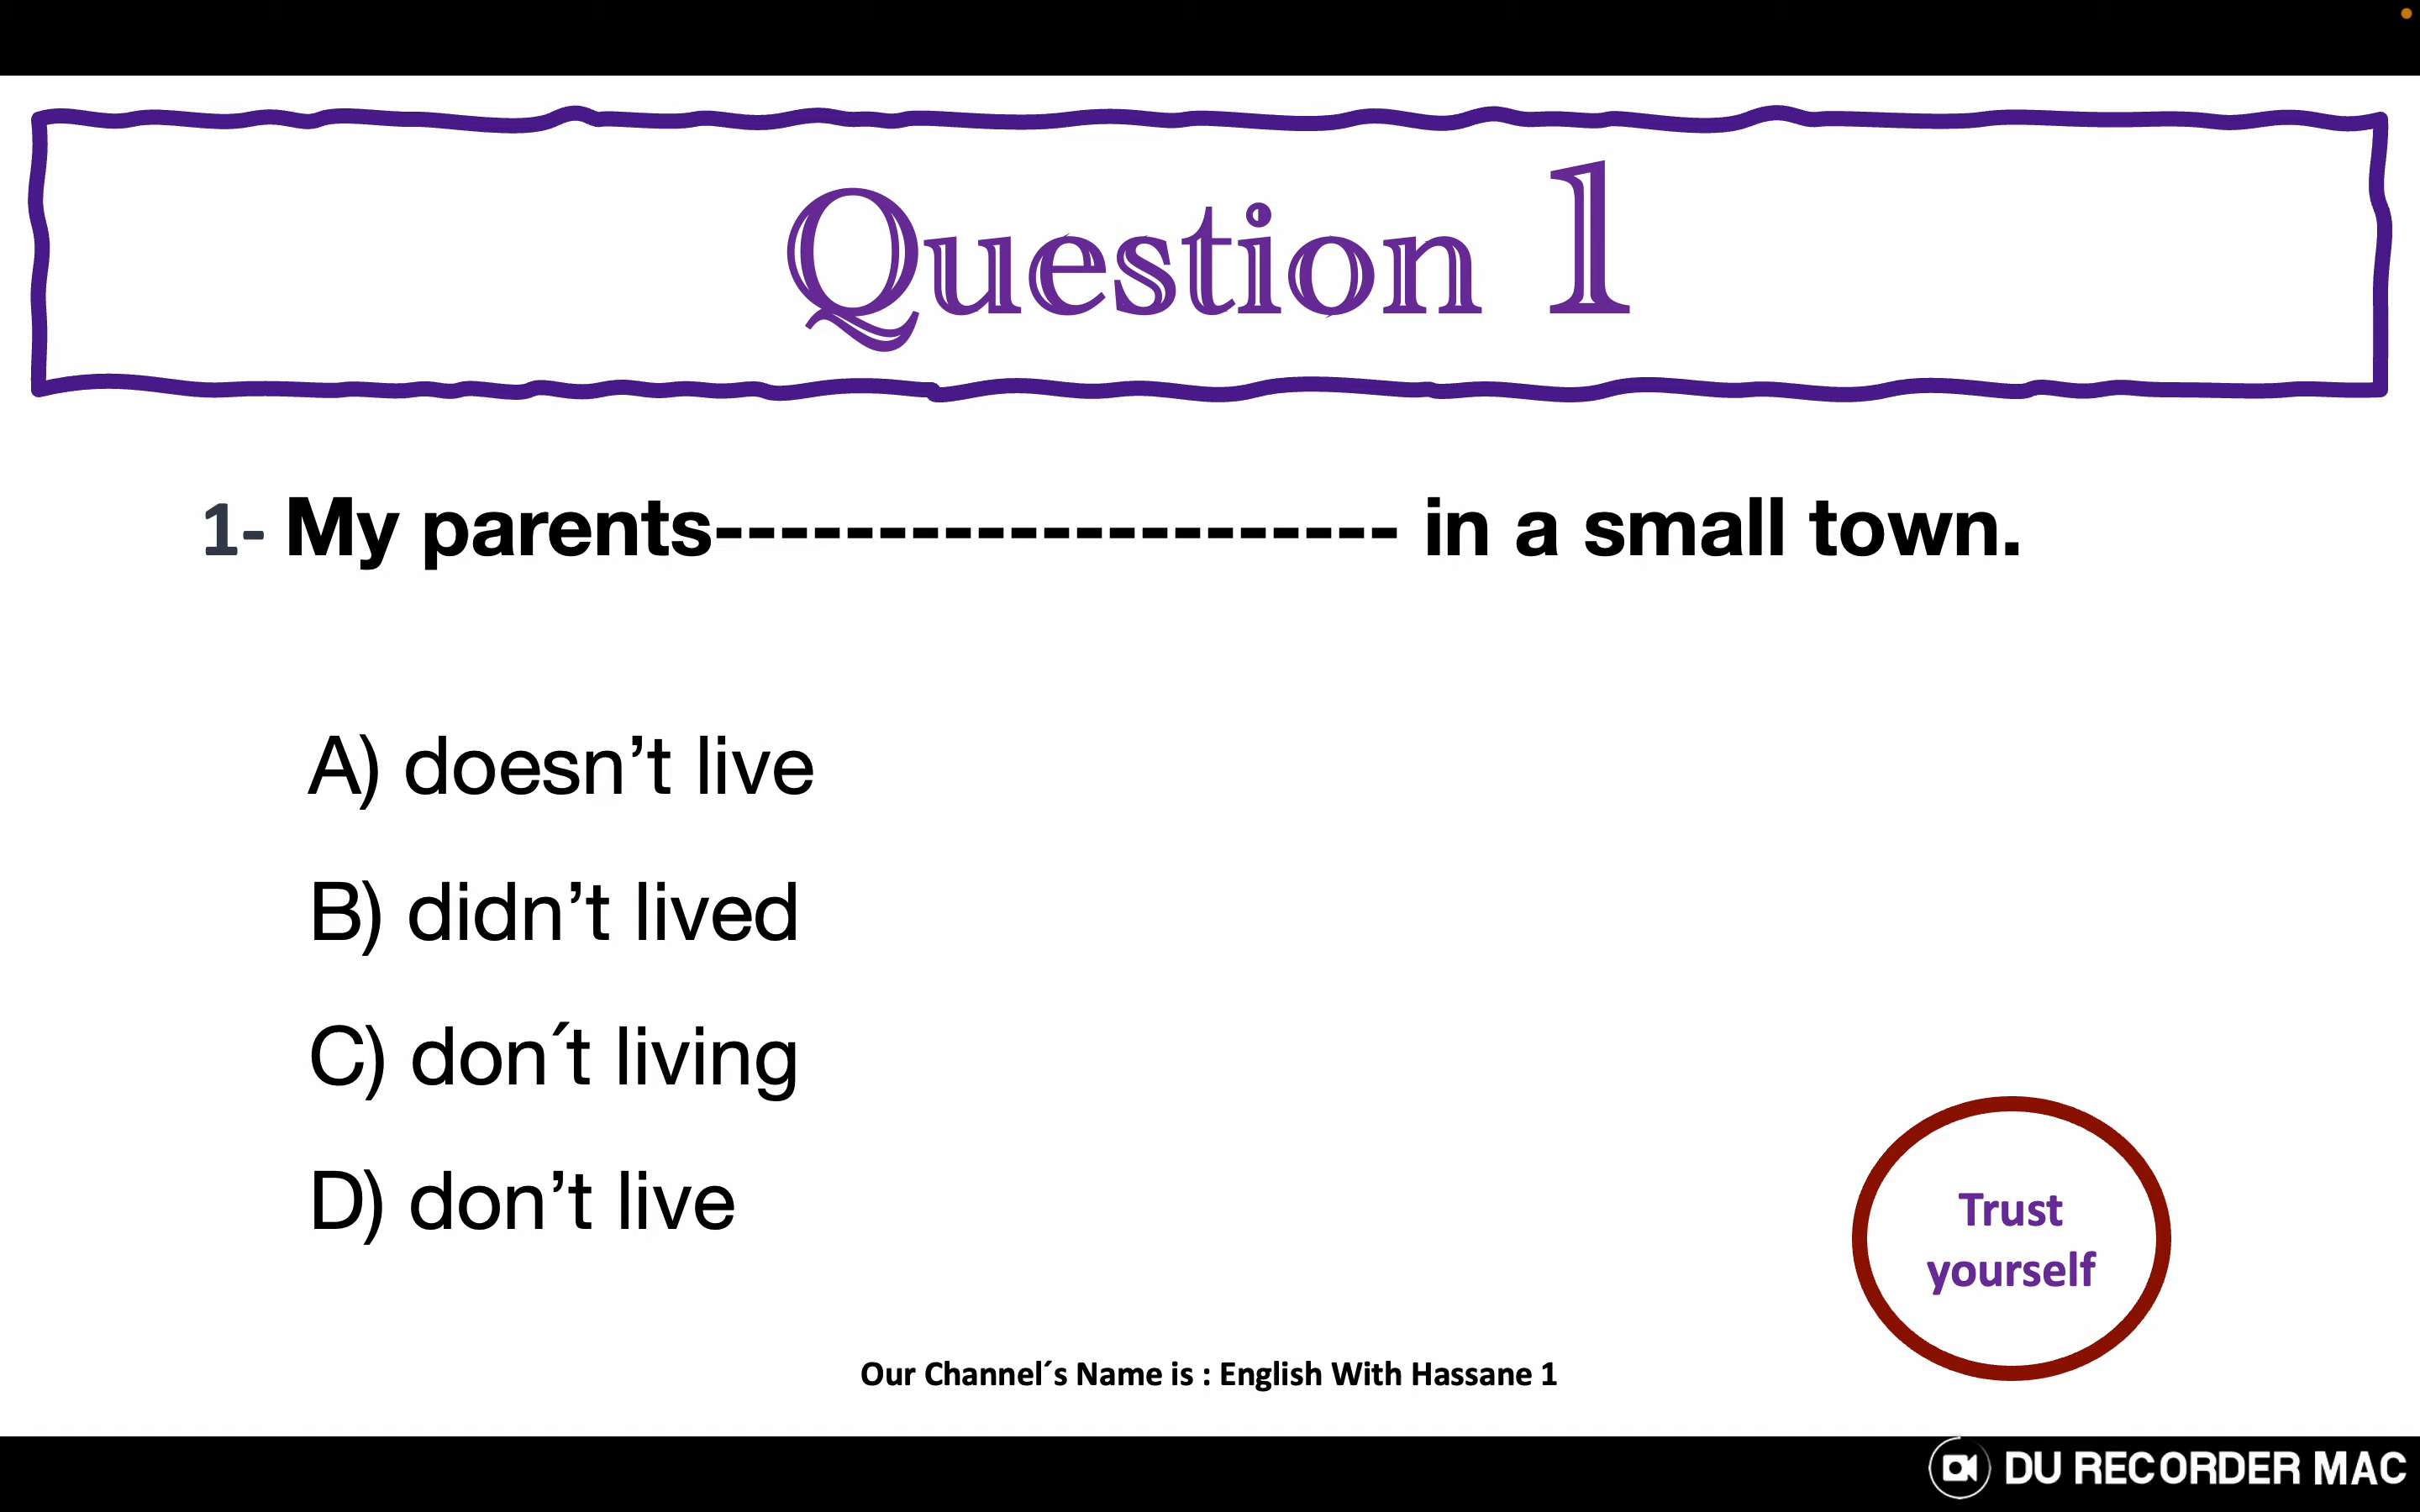 Question 1
1- My parents--------------------- in a small town.
A) doesn’t live
B) didn’t lived
C) don´t living
D) don’t live
Trust
yourself
Our Channel´s Name is : English With Hassane 1
DU RECORDER MAC